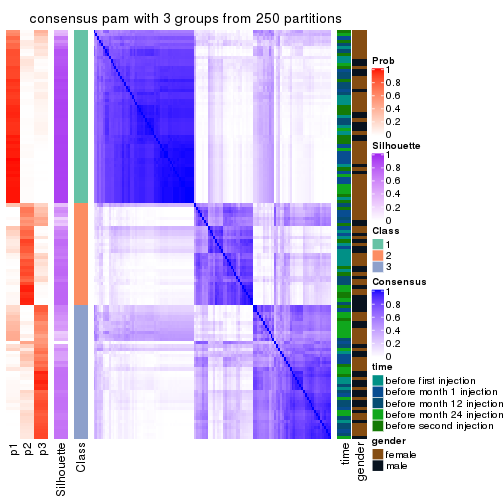 consensus pam with 3 groups from 250 partitions
Prob
1
0.8
0.6
0.4
0.2
0
Silhouette
1
0.8
0.6
0.4
0.2
0
Class
1
2
3
Consensus
1
0.8
0.6
0.4
0.2
0
time
before first injection
before month 1 injection
before month 12 injection
before month 24 injection
before second injection
gender
female
male
p1
p2
p3
Silhouette
Class
time
gender